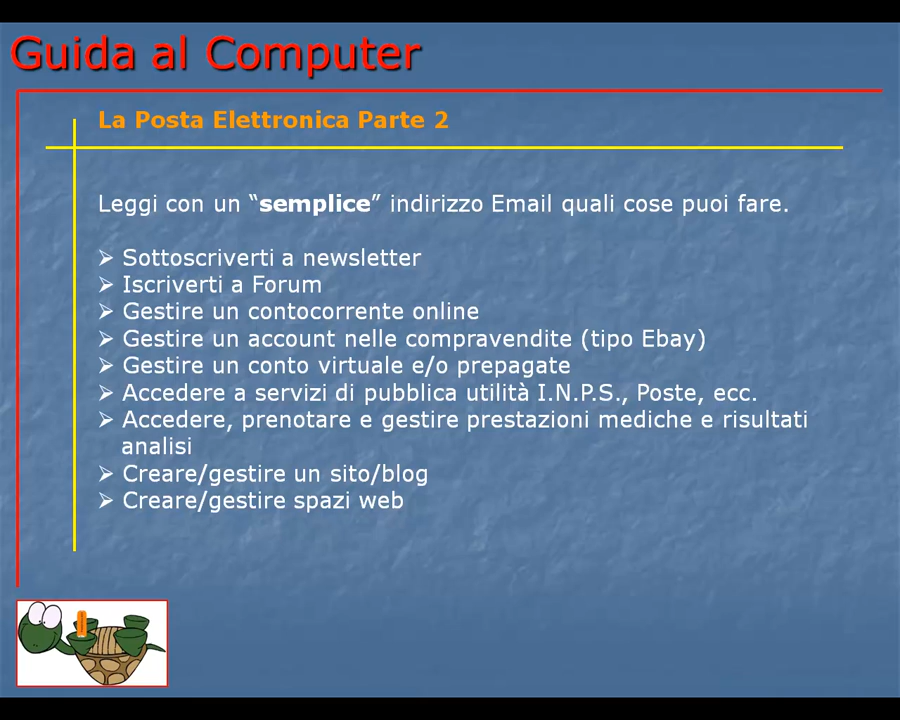 Guida al Computer
La Posta Elettronica Parte 2
Leggi con un “semplice” indirizzo Email quali cose puoi fare.
➢ Sottoscriverti a newsletter
➢ Iscriverti a Forum
➢ Gestire un contocorrente online
➢ Gestire un account nelle compravendite (tipo Ebay)
➢ Gestire un conto virtuale e/o prepagate
➢ Accedere a servizi di pubblica utilità I.N.P.S., Poste, ecc.
➢ Accedere, prenotare e gestire prestazioni mediche e risultati
analisi
➢ Creare/gestire un sito/blog
➢ Creare/gestire spazi web